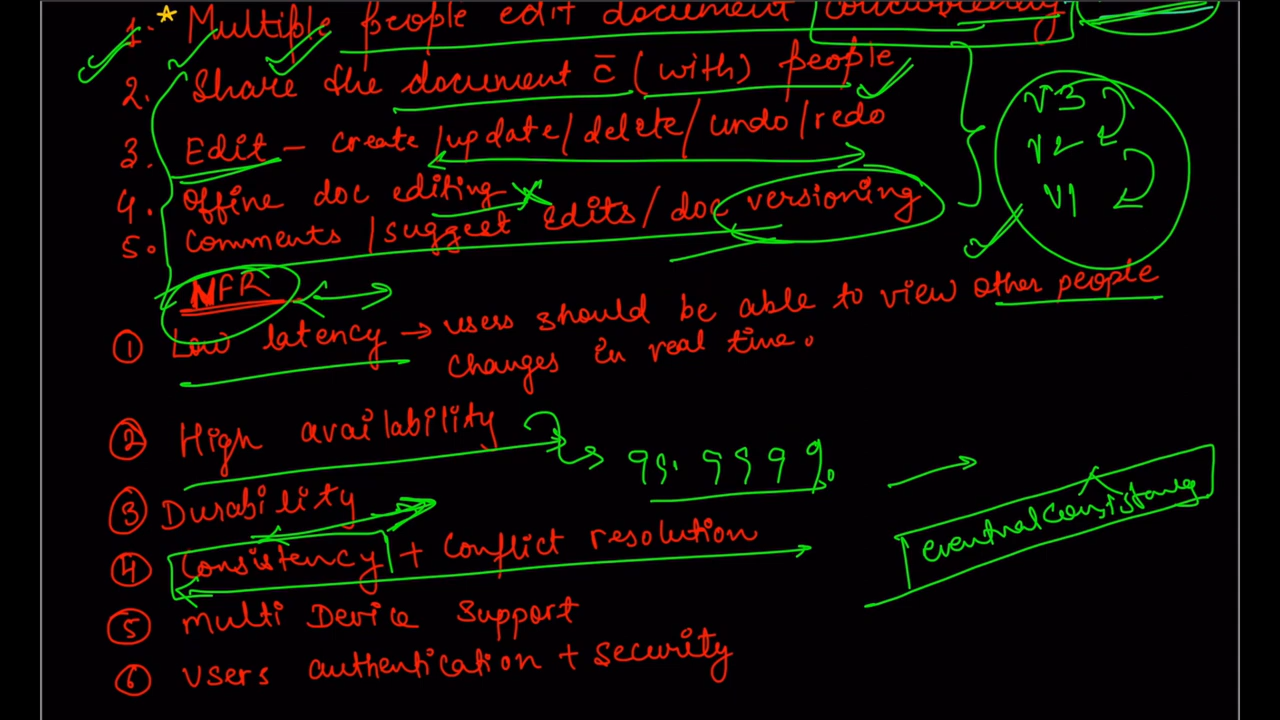 1. * Multiple people edit document concurrency
2. Share the document c̄ (with) people
3. Edit – create /update/delete/undo/redo
4. offine doc editing
5. comments /suggest edits/ doc versioning
V3
V2
V1
NFR
① Low latency → users should be able to view other people
changes in real time.
② High availability → 99.9999%
③ Durability
④ Consistency + conflict resolution
eventual consistency
⑤ multi Device support
⑥ users authentication + security